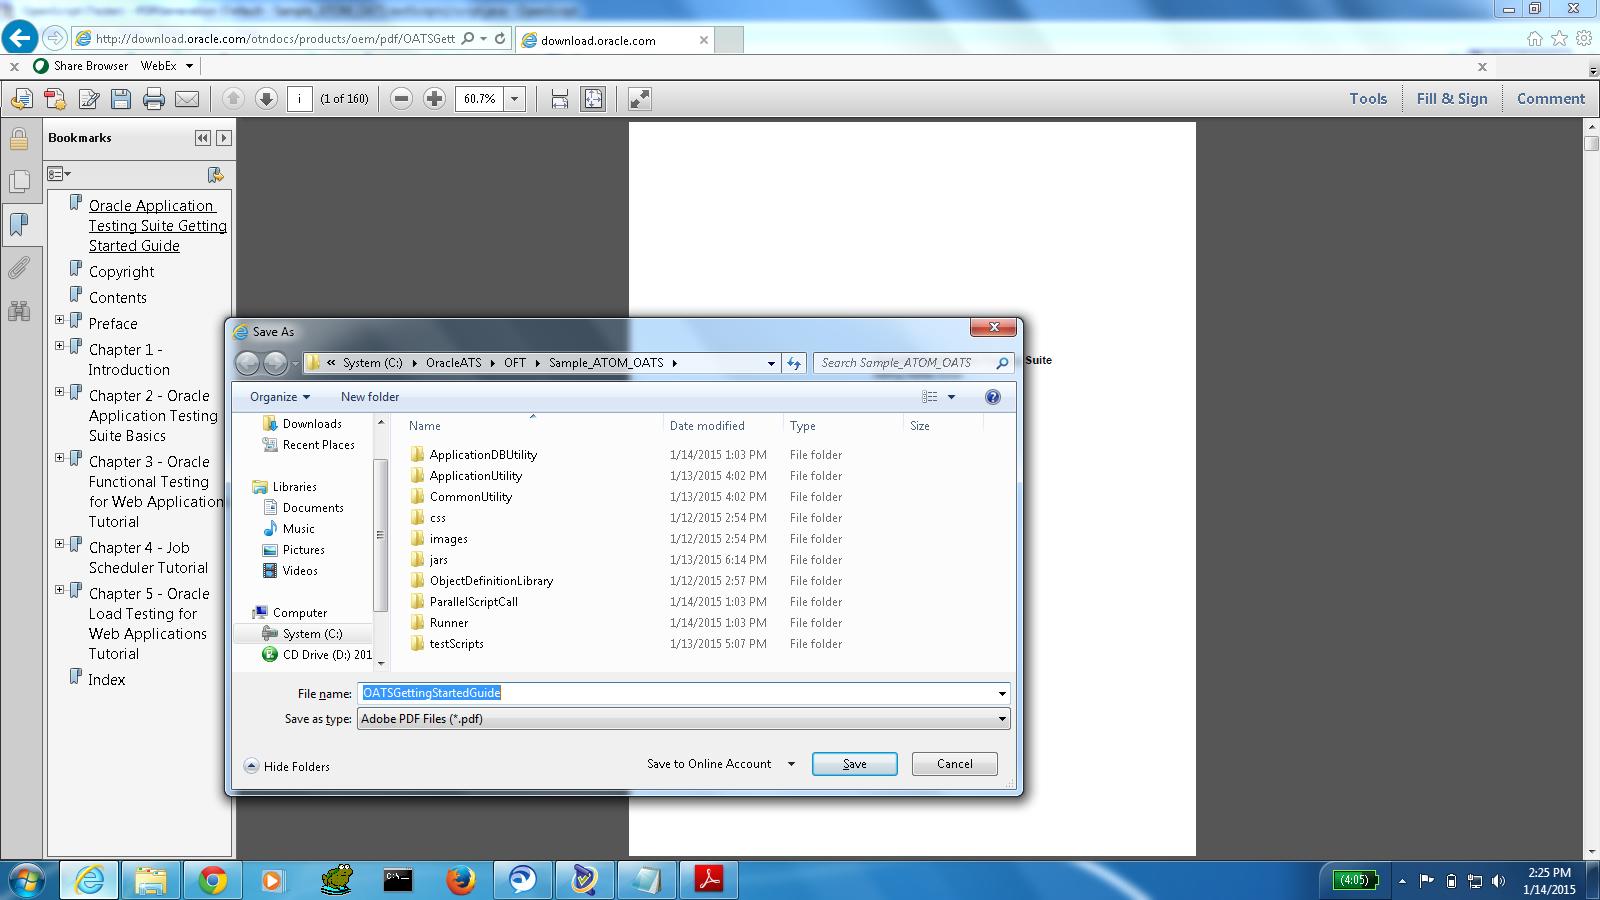 http://download.oracle.com/otndocs/products/oem/pdf/OATSGett
download.oracle.com
Share Browser WebEx
i (1 of 160) 60.7% Tools Fill & Sign Comment
Bookmarks
Oracle Application
Testing Suite Getting
Started Guide
Copyright
Contents
Preface
Chapter 1 -
Introduction
Chapter 2 - Oracle
Application Testing
Suite Basics
Chapter 3 - Oracle
Functional Testing
for Web Application
Tutorial
Chapter 4 - Job
Scheduler Tutorial
Chapter 5 - Oracle
Load Testing for
Web Applications
Tutorial
Index
Suite
Save As
« System (C:) OracleATS OFT Sample_ATOM_OATS Search Sample_ATOM_OATS
Organize New folder
Downloads
Recent Places
Libraries
Documents
Music
Pictures
Videos
Computer
System (C:)
CD Drive (D:) 201
Name Date modified Type Size
ApplicationDBUtility 1/14/2015 1:03 PM File folder
ApplicationUtility 1/13/2015 4:02 PM File folder
CommonUtility 1/13/2015 4:02 PM File folder
css 1/12/2015 2:54 PM File folder
images 1/12/2015 2:54 PM File folder
jars 1/13/2015 6:14 PM File folder
ObjectDefinitionLibrary 1/12/2015 2:57 PM File folder
ParallelScriptCall 1/14/2015 1:03 PM File folder
Runner 1/14/2015 1:03 PM File folder
testScripts 1/13/2015 5:07 PM File folder
File name: OATSGettingStartedGuide
Save as type: Adobe PDF Files (*.pdf)
Hide Folders Save to Online Account Save Cancel
(4:05) 2:25 PM
1/14/2015